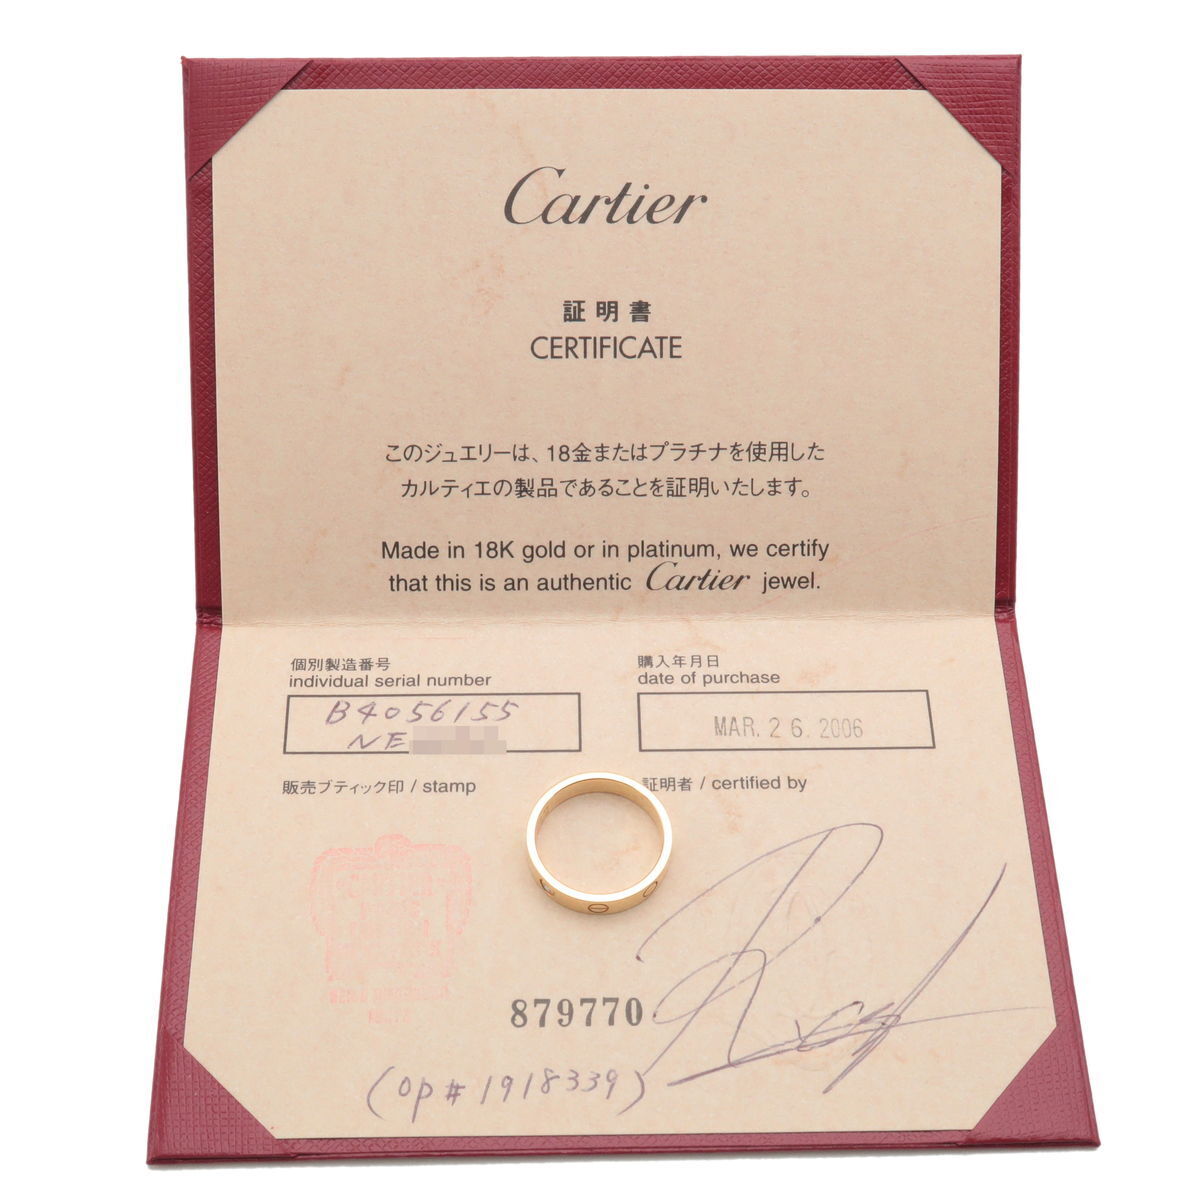 Cartier
証明書
CERTIFICATE
このジュエリーは、18金またはプラチナを使用した
カルティエの製品であることを証明いたします。
Made in 18K gold or in platinum, we certify
that this is an authentic Cartier jewel.
個別製造番号
individual serial number
B4056155
NE
購入年月日
date of purchase
MAR. 26. 2006
販売ブティック印 / stamp
証明者 / certified by
879770
(op# 1918339)